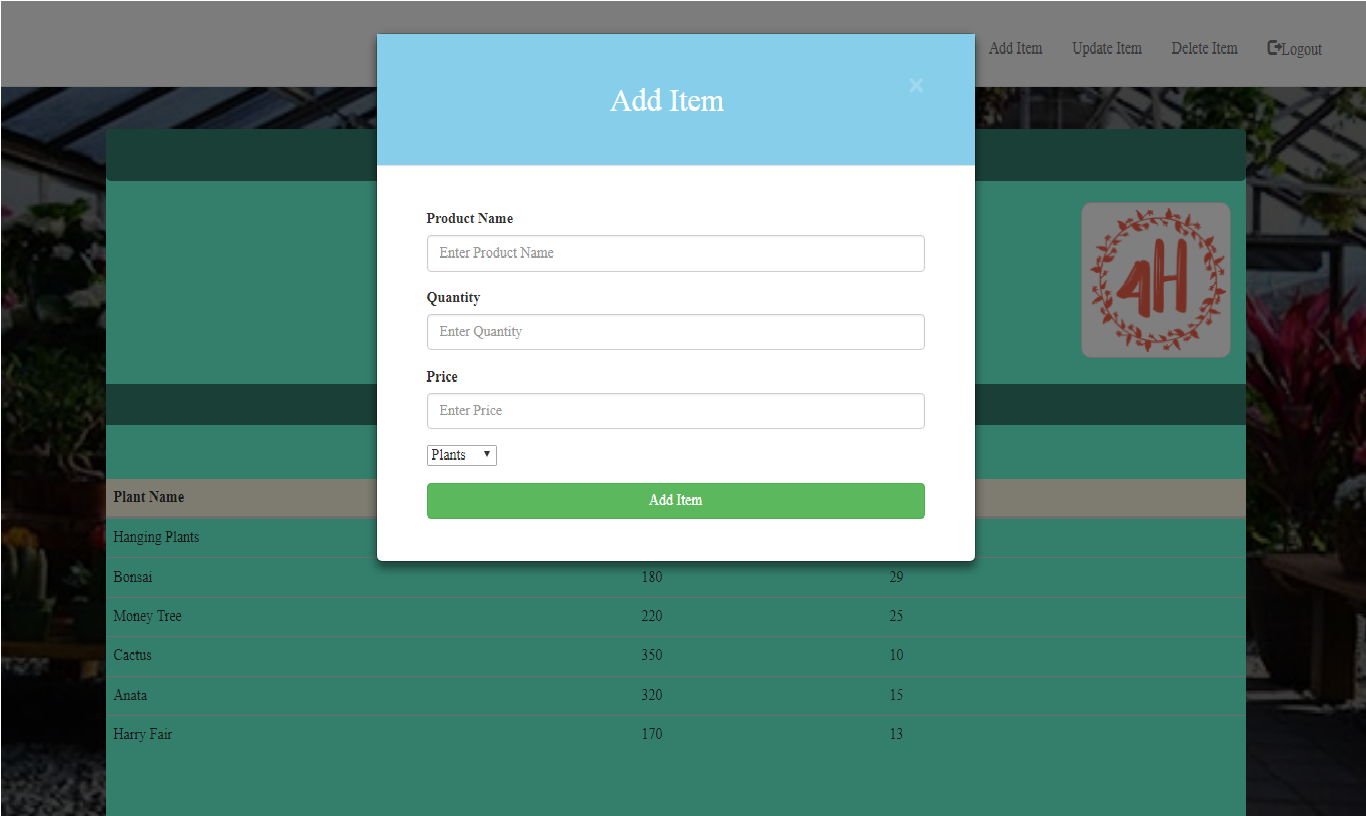 Add Item Update Item Delete Item Logout
Add Item
×
Product Name
Enter Product Name
Quantity
Enter Quantity
Price
Enter Price
Plants
Add Item
4H
Plant Name
Hanging Plants
Bonsai 180 29
Money Tree 220 25
Cactus 350 10
Anata 320 15
Harry Fair 170 13